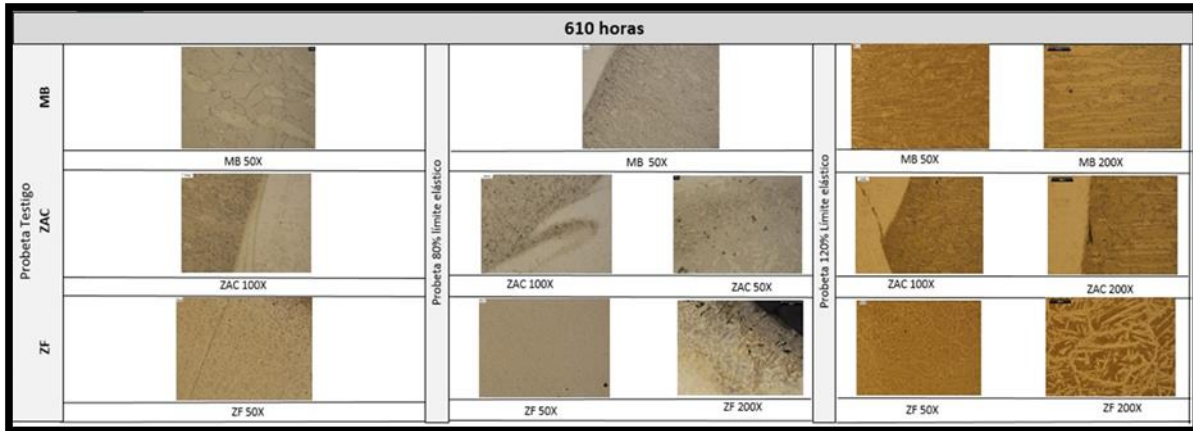 610 horas
Probeta Testigo
MB
MB 50X
ZAC
ZAC 100X
ZF
ZF 50X
Probeta 80% límite elástico
MB 50X
ZAC 100X
ZAC 50X
ZF 50X
ZF 200X
Probeta 120% Límite elástico
MB 50X
MB 200X
ZAC 100X
ZAC 200X
ZF 50X
ZF 200X